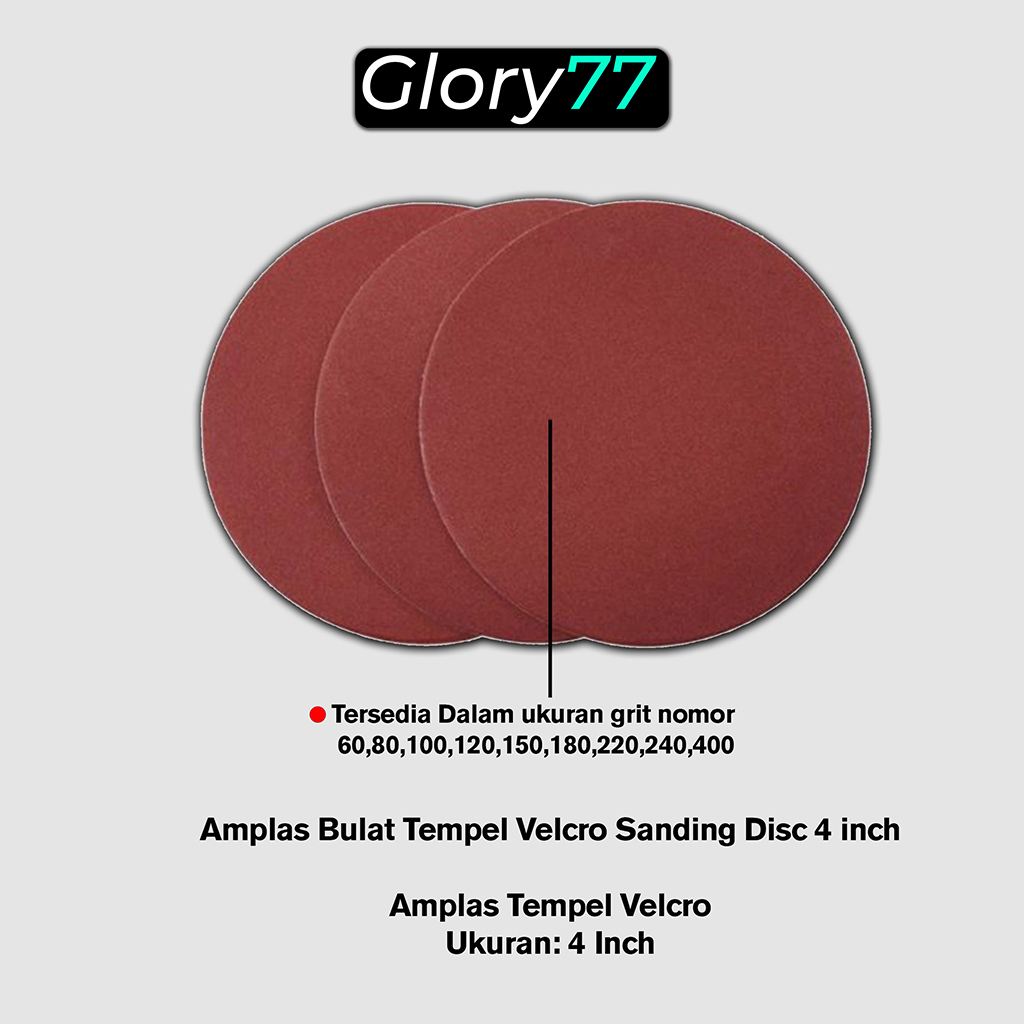 Glory77
Tersedia Dalam ukuran grit nomor
60,80,100,120,150,180,220,240,400
Amplas Bulat Tempel Velcro Sanding Disc 4 inch
Amplas Tempel Velcro
Ukuran: 4 Inch